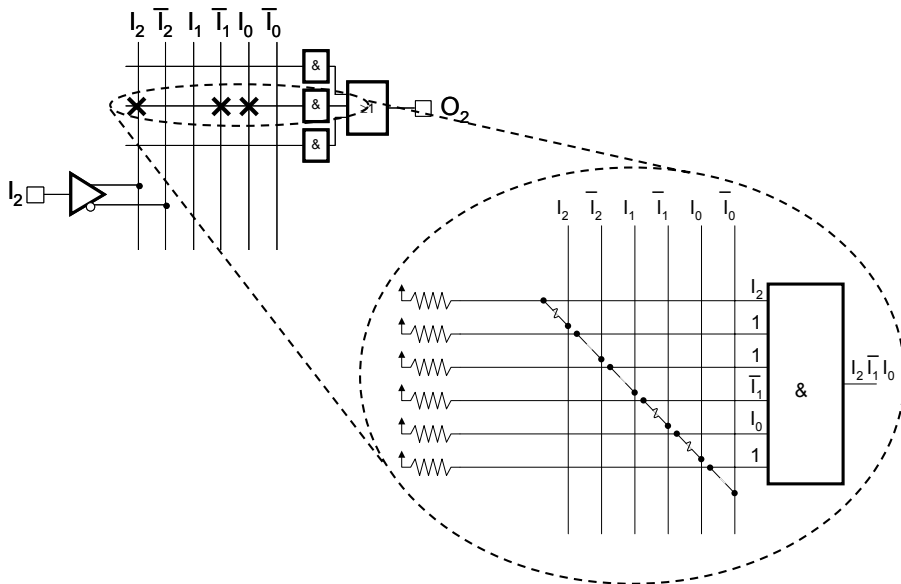 I₂ I̅₂ I₁ I̅₁ I₀ I̅₀
&
&
≥1
O₂
&
I₂
I₂ I̅₂ I₁ I̅₁ I₀ I̅₀
I₂
1
1
I̅₁
&
I₂ I̅₁ I₀
I₀
1